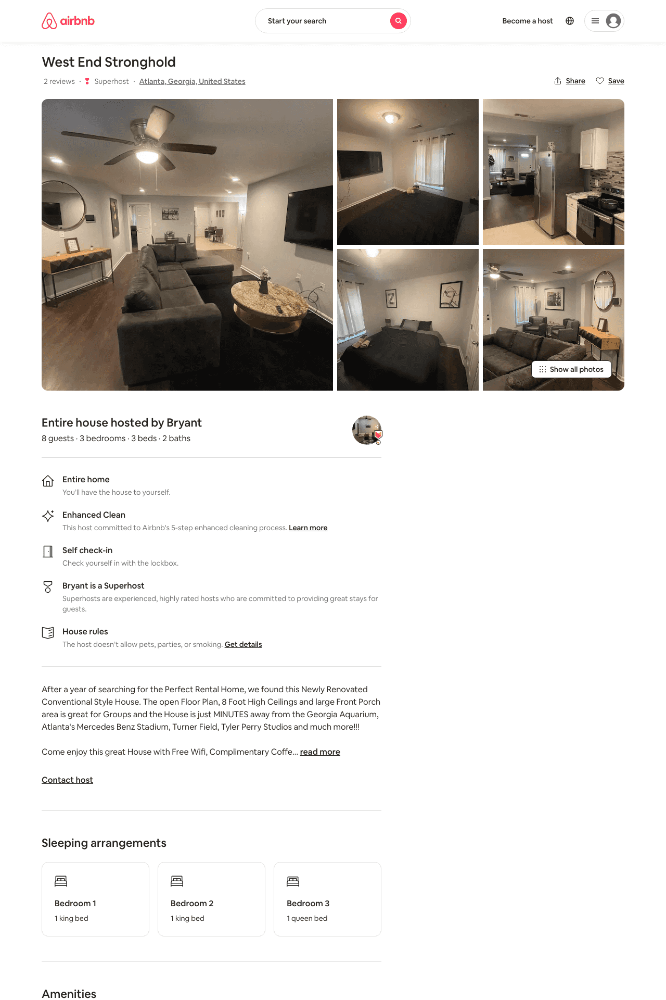 airbnb
Start your search
Become a host
West End Stronghold
2 reviews · Superhost · Atlanta, Georgia, United States
Share
Save
Show all photos
Entire house hosted by Bryant
8 guests · 3 bedrooms · 3 beds · 2 baths
Entire home
You'll have the house to yourself.
Enhanced Clean
This host committed to Airbnb's 5-step enhanced cleaning process. Learn more
Self check-in
Check yourself in with the lockbox.
Bryant is a Superhost
Superhosts are experienced, highly rated hosts who are committed to providing great stays for
guests.
House rules
The host doesn't allow pets, parties, or smoking. Get details
After a year of searching for the Perfect Rental Home, we found this Newly Renovated
Conventional Style House. The open Floor Plan, 8 Foot High Ceilings and large Front Porch
area is great for Groups and the House is just MINUTES away from the Georgia Aquarium,
Atlanta's Mercedes Benz Stadium, Turner Field, Tyler Perry Studios and much more!!!
Come enjoy this great House with Free Wifi, Complimentary Coffe... read more
Contact host
Sleeping arrangements
Bedroom 1
1 king bed
Bedroom 2
1 king bed
Bedroom 3
1 queen bed
Amenities